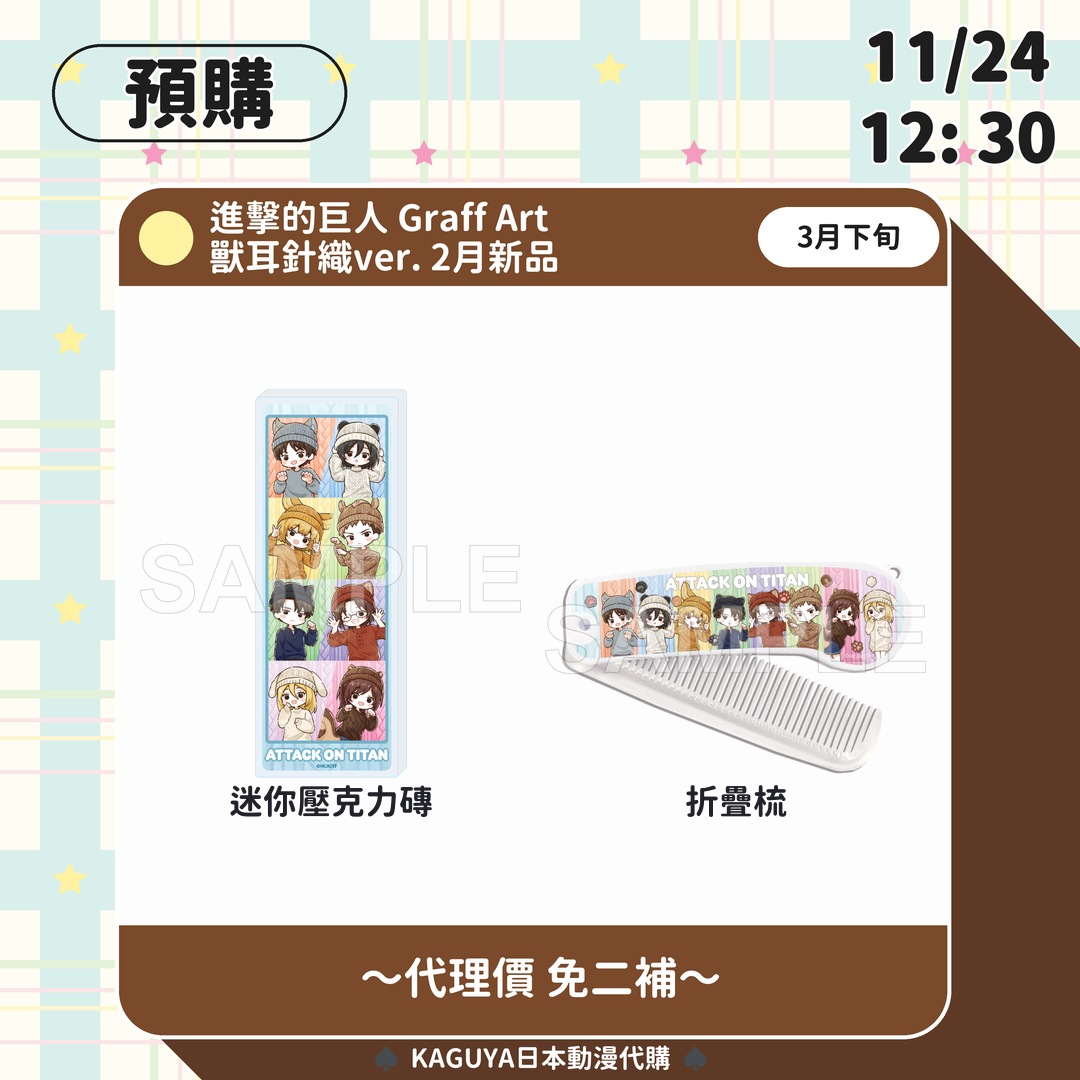 預購
11/24
12:30
進擊的巨人 Graff Art
獸耳針織ver. 2月新品
3月下旬
SAMPLE
ATTACK ON TITAN
迷你壓克力磚
ATTACK ON TITAN
SAMPLE
折疊梳
～代理價 免二補～
♠ KAGUYA日本動漫代購 ♠